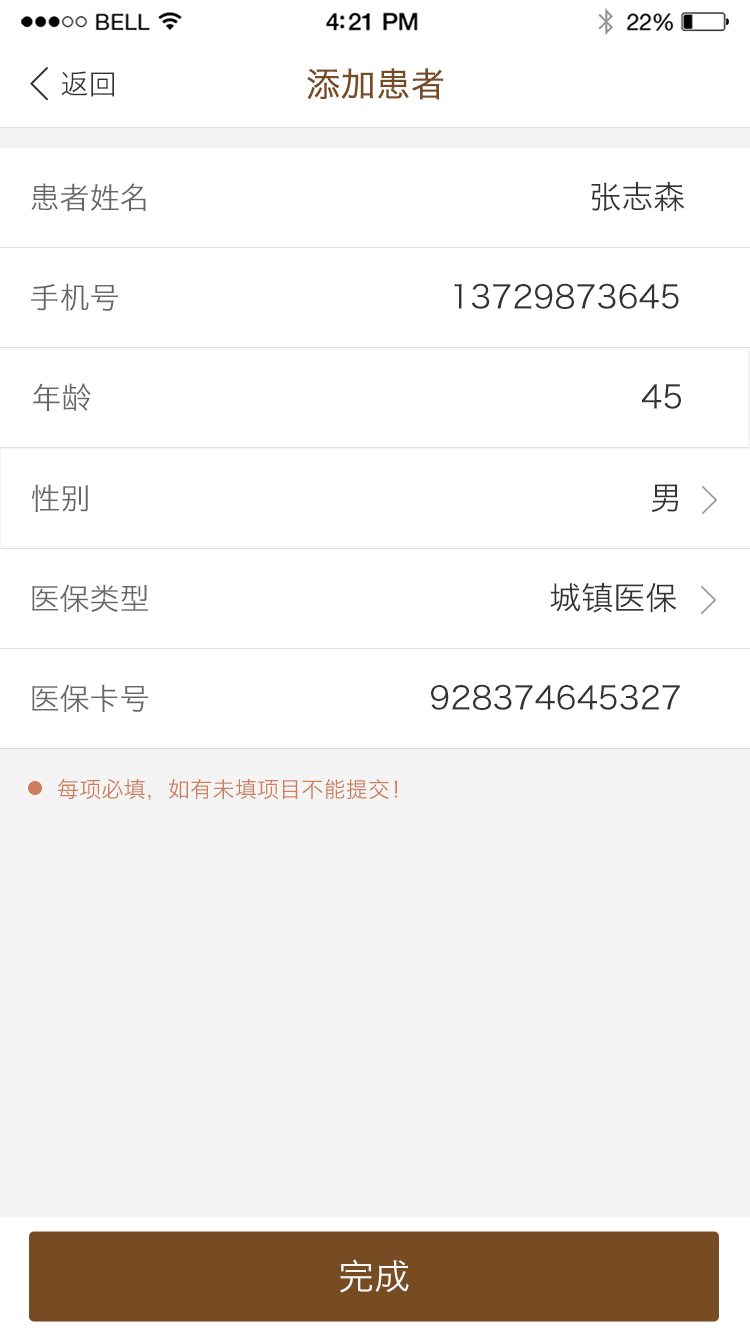 BELL 4:21 PM 22%
返回 添加患者
患者姓名 张志森
手机号 13729873645
年龄 45
性别 男
医保类型 城镇医保
医保卡号 928374645327
每项必填，如有未填项目不能提交！
完成